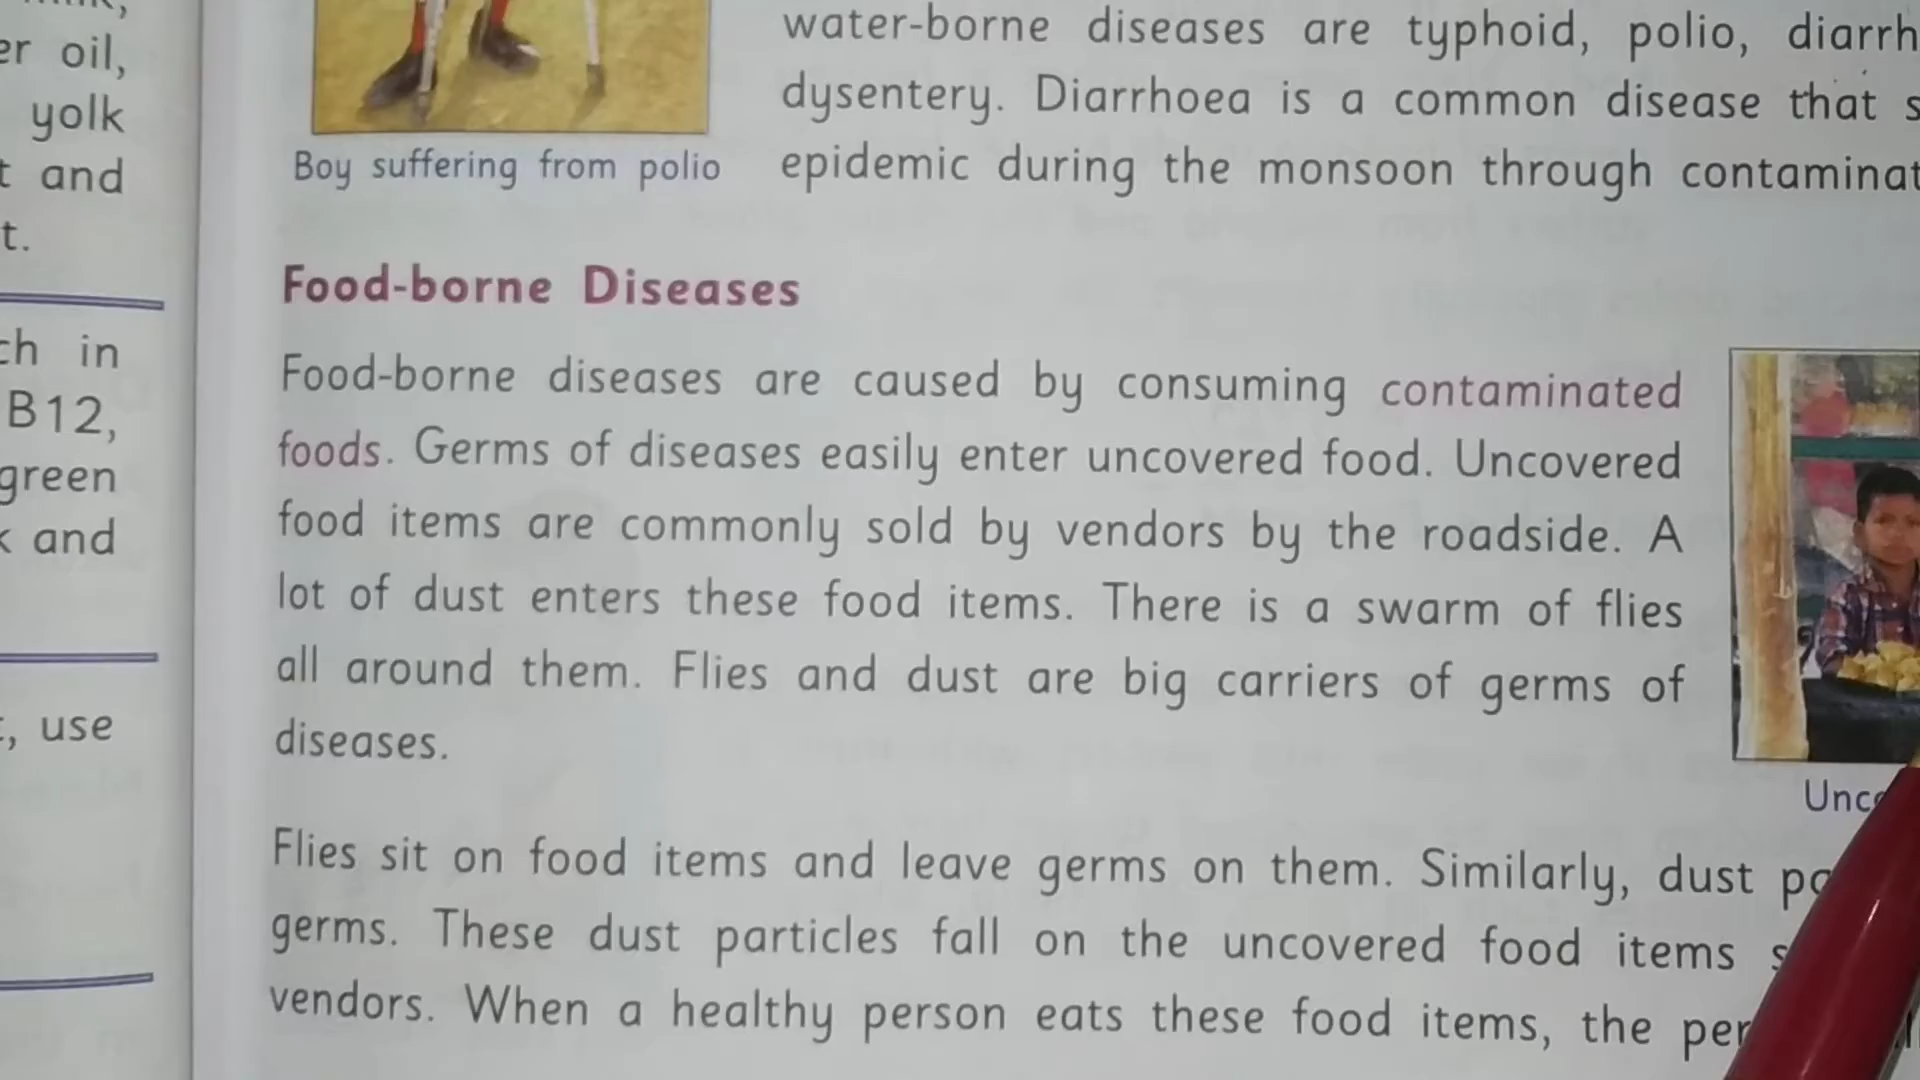 er oil,
yolk
and
t.
in
B12,
green
and
use
water-borne diseases are typhoid, polio,
dysentery. Diarrhoea is a common disease that
epidemic during the monsoon through
Boy suffering from polio
Food-borne Diseases
Food-borne diseases are caused by consuming contaminated
foods. Germs of diseases easily enter uncovered food. Uncovered
food items are commonly sold by vendors by the roadside. A
lot of dust enters these food items. There is a swarm of flies
all around them. Flies and dust are big carriers of germs of
diseases.
Flies sit on food items and leave germs on them. Similarly, dust
germs. These dust particles fall on the uncovered food items
vendors. When a healthy person eats these food items, the